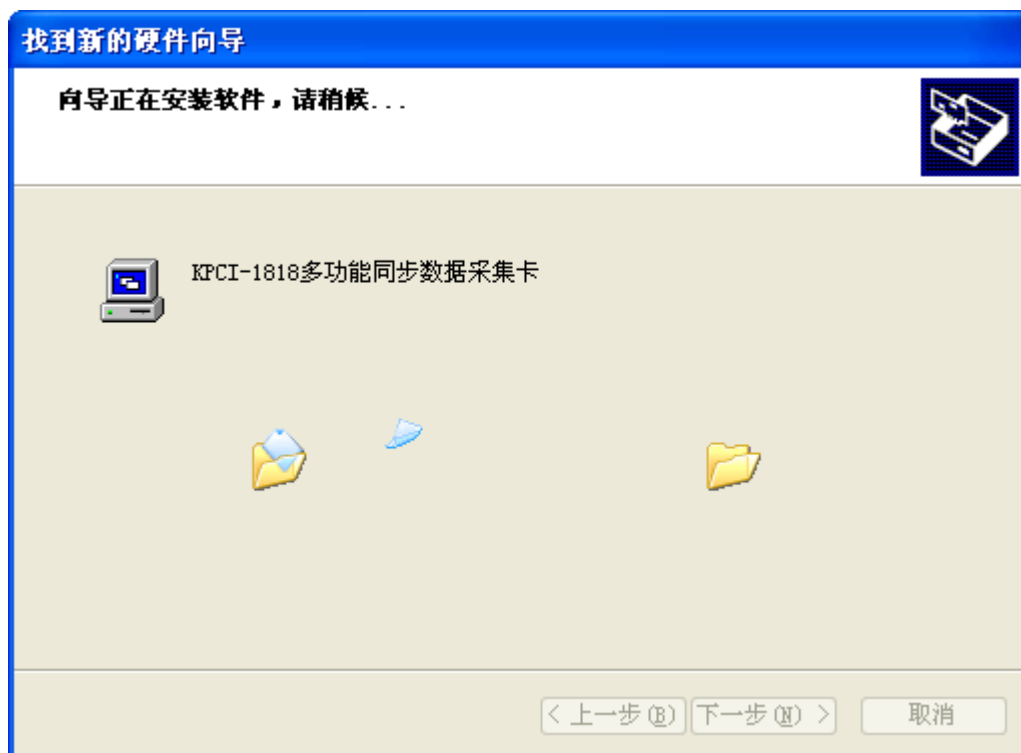 找到新的硬件向导
向导正在安装软件，请稍候...
KPCI-1818多功能同步数据采集卡
< 上一步(B) 下一步(N) > 取消